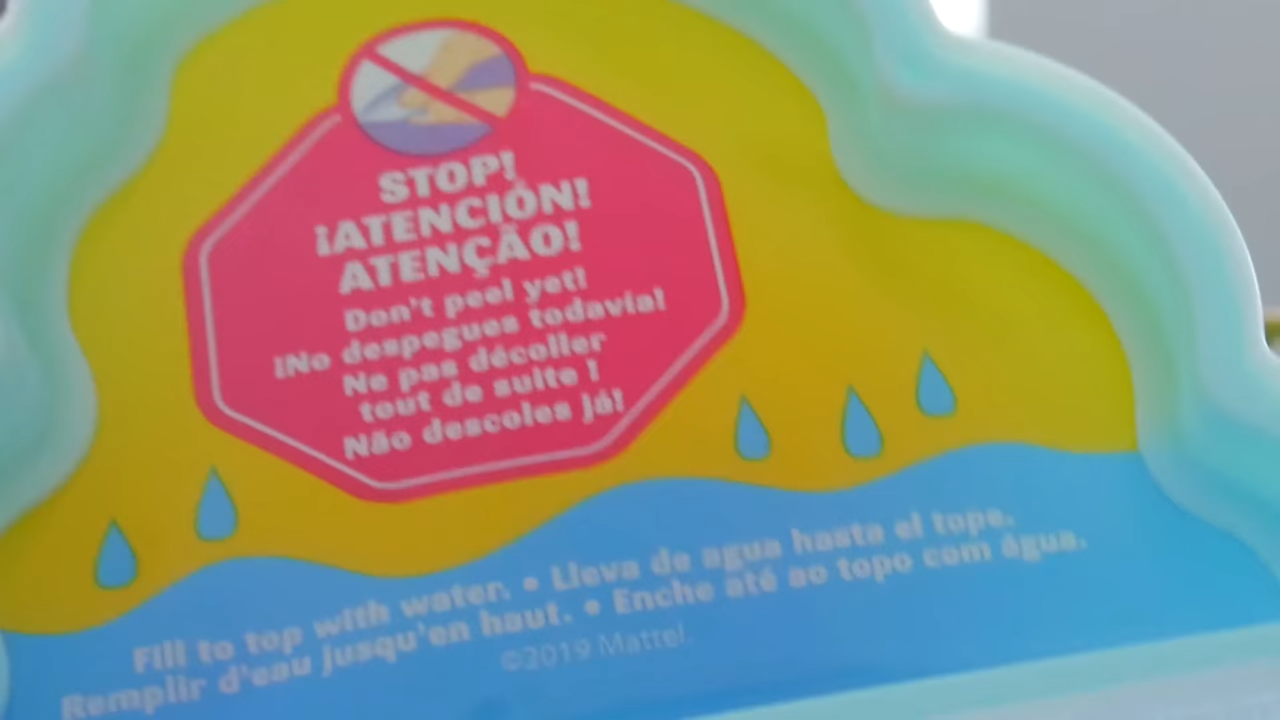 STOP!
¡ATENCIÓN!
ATENÇÃO!
Don't peel yet!
¡No despegues todavía!
Ne pas décoller
tout de suite !
Não descoles já!
Fill to top with water. • Lleva de agua hasta el tope.
Remplir d'eau jusqu'en haut. • Enche até ao topo com água.
©2019 Mattel.